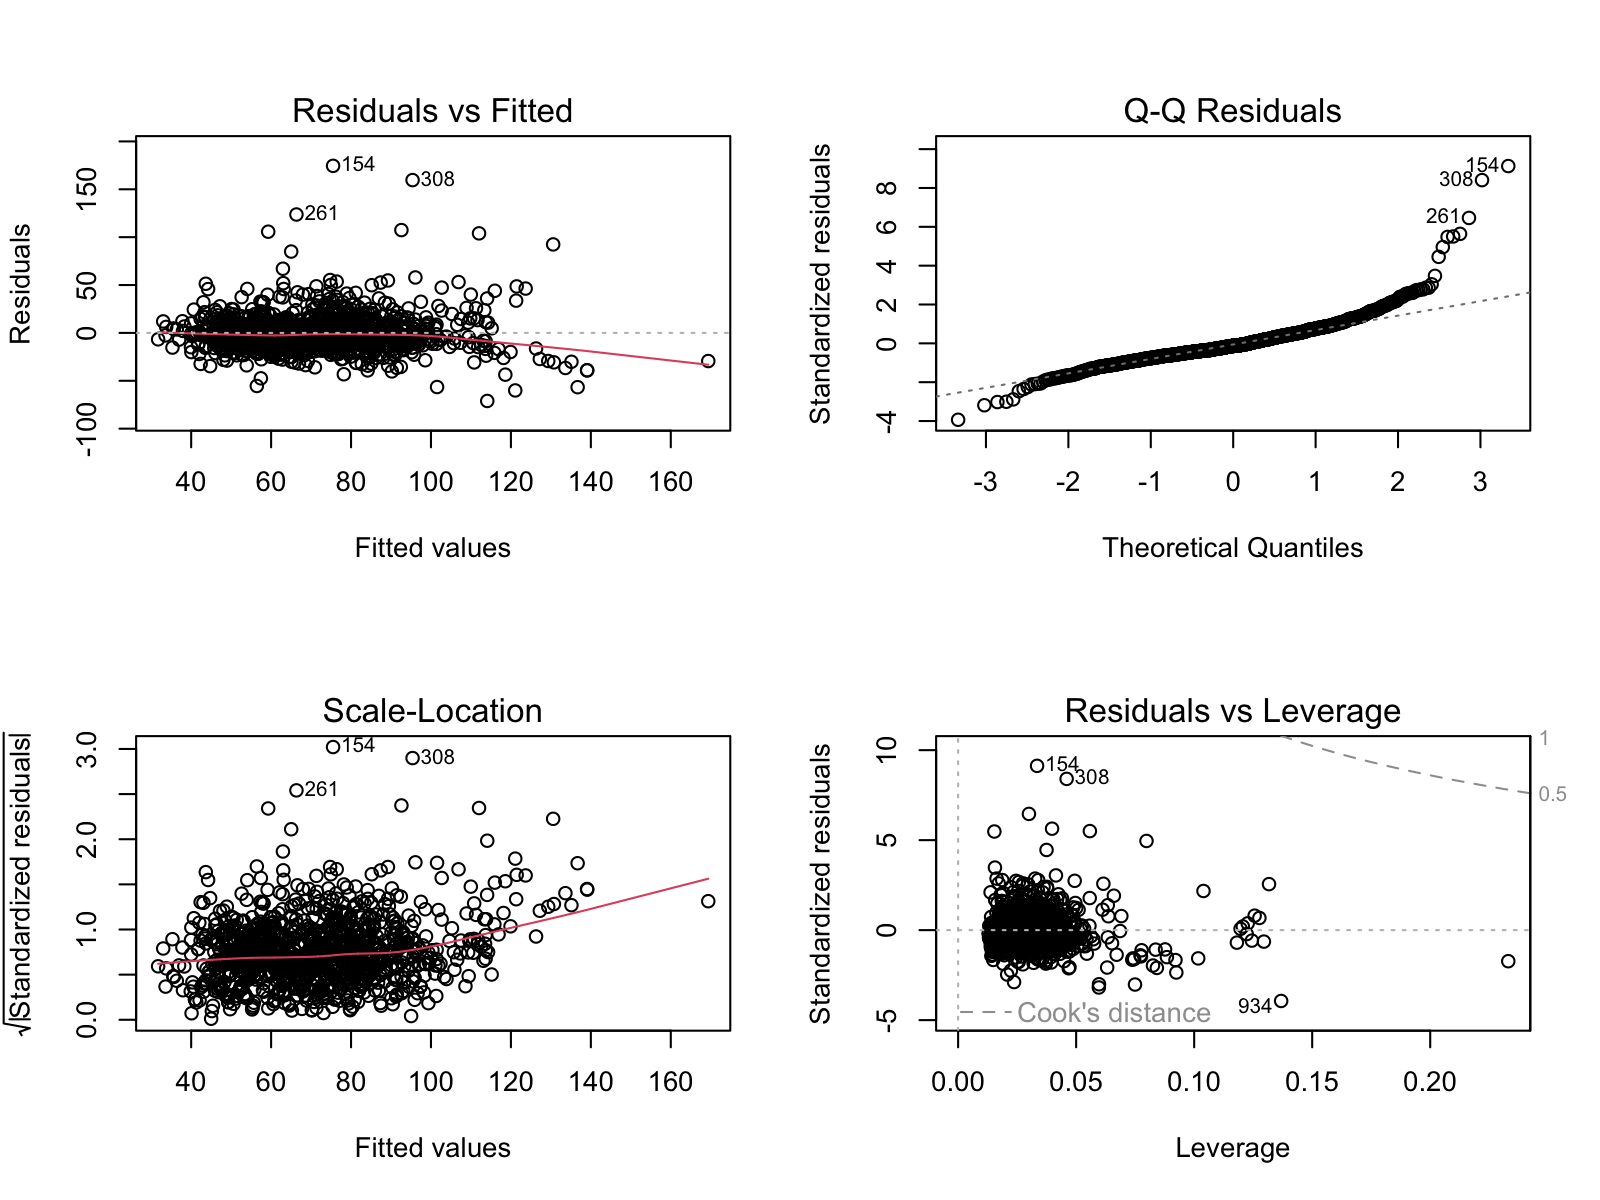 Residuals vs Fitted
Residuals
-100
0
50
150
154
308
261
40 60 80 100 120 140 160
Fitted values
Q-Q Residuals
Standardized residuals
-4
0
2
4
6
8
154
308
261
-3 -2 -1 0 1 2 3
Theoretical Quantiles
Scale-Location
√|Standardized residuals|
0.0
1.0
2.0
3.0
154
308
261
40 60 80 100 120 140 160
Fitted values
Residuals vs Leverage
Standardized residuals
-5
0
5
10
154
308
934
Cook's distance
1
0.5
0.00 0.05 0.10 0.15 0.20
Leverage